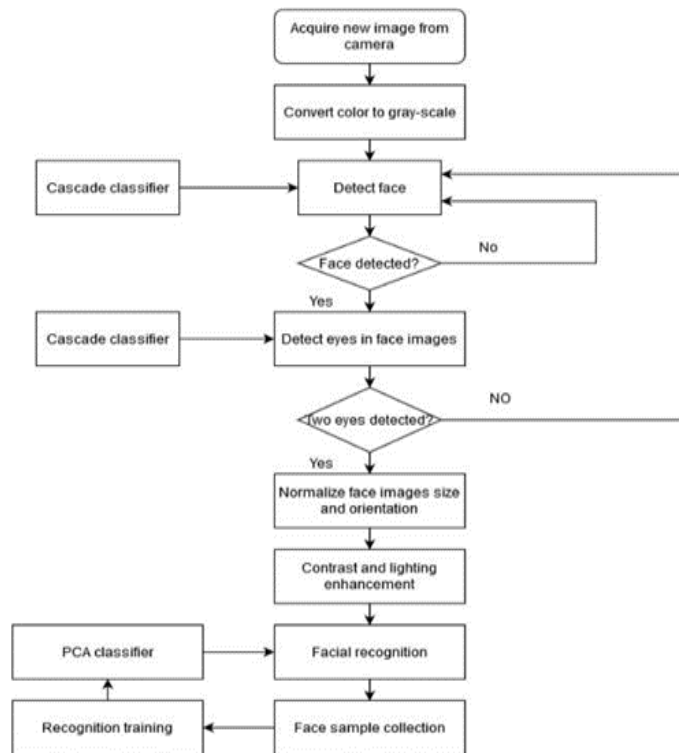 Acquire new image from
camera
Convert color to gray-scale
Cascade classifier
Detect face
No
Face detected?
Yes
Cascade classifier
Detect eyes in face images
NO
Two eyes detected?
Yes
Normalize face images size
and orientation
Contrast and lighting
enhancement
PCA classifier
Facial recognition
Recognition training
Face sample collection